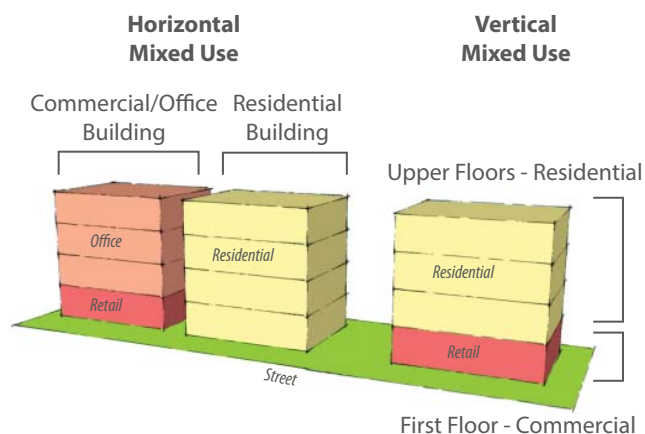 Horizontal
Mixed Use
Vertical
Mixed Use
Commercial/Office
Building
Residential
Building
Upper Floors - Residential
Office
Retail
Residential
Residential
Retail
Street
First Floor - Commercial